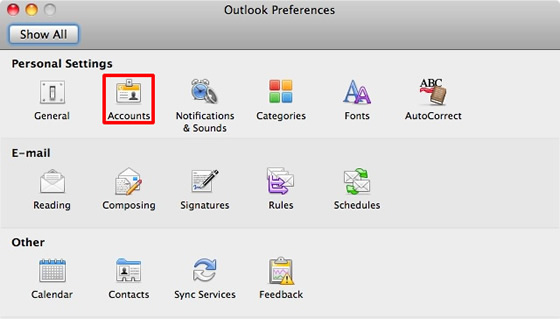 Outlook Preferences
Show All
Personal Settings
General
Accounts
Notifications
& Sounds
Categories
Fonts
ABC
AutoCorrect
E-mail
Reading
Composing
Signatures
Rules
Schedules
Other
Calendar
Contacts
Sync Services
Feedback